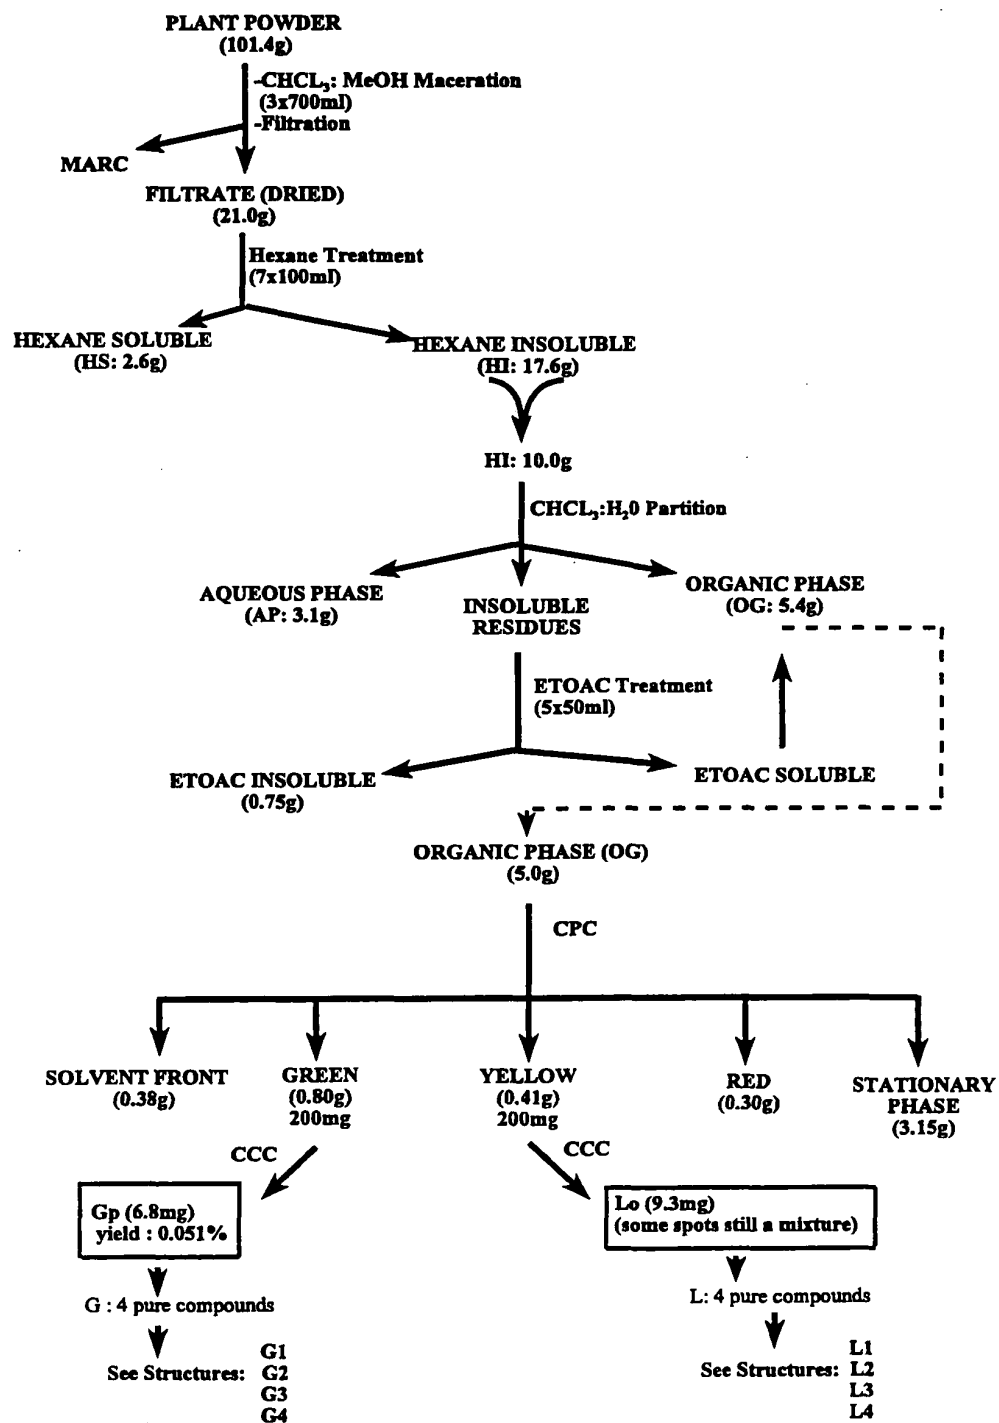 PLANT POWDER
(101.4g)
-CHCL₃: MeOH Maceration
(3x700ml)
-Filtration
MARC
FILTRATE (DRIED)
(21.0g)
Hexane Treatment
(7x100ml)
HEXANE SOLUBLE
(HS: 2.6g)
HEXANE INSOLUBLE
(HI: 17.6g)
HI: 10.0g
CHCL₃:H₂0 Partition
AQUEOUS PHASE
(AP: 3.1g)
INSOLUBLE
RESIDUES
ORGANIC PHASE
(OG: 5.4g)
ETOAC Treatment
(5x50ml)
ETOAC INSOLUBLE
(0.75g)
ETOAC SOLUBLE
ORGANIC PHASE (OG)
(5.0g)
CPC
SOLVENT FRONT
(0.38g)
GREEN
(0.80g)
200mg
YELLOW
(0.41g)
200mg
RED
(0.30g)
STATIONARY
PHASE
(3.15g)
CCC
CCC
Gp (6.8mg)
yield : 0.051%
Lo (9.3mg)
(some spots still a mixture)
G : 4 pure compounds
L: 4 pure compounds
See Structures:
G1
G2
G3
G4
See Structures:
L1
L2
L3
L4